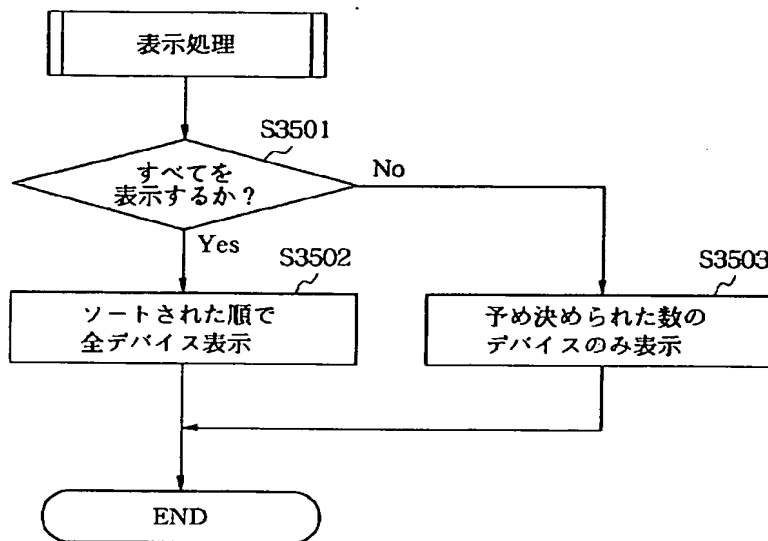 表示処理
S3501
すべてを
表示するか?
No
Yes
S3502
ソートされた順で
全デバイス表示
S3503
予め決められた数の
デバイスのみ表示
END